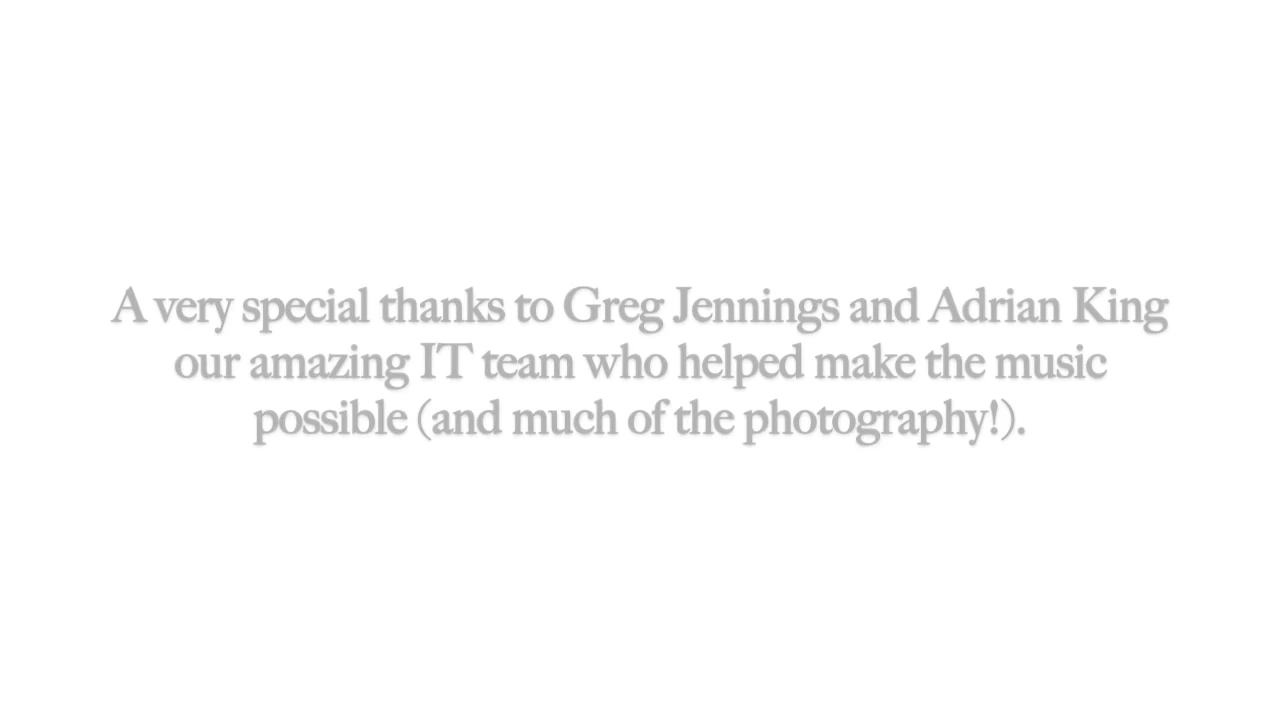 A very special thanks to Greg Jennings and Adrian King
our amazing IT team who helped make the music
possible (and much of the photography!).